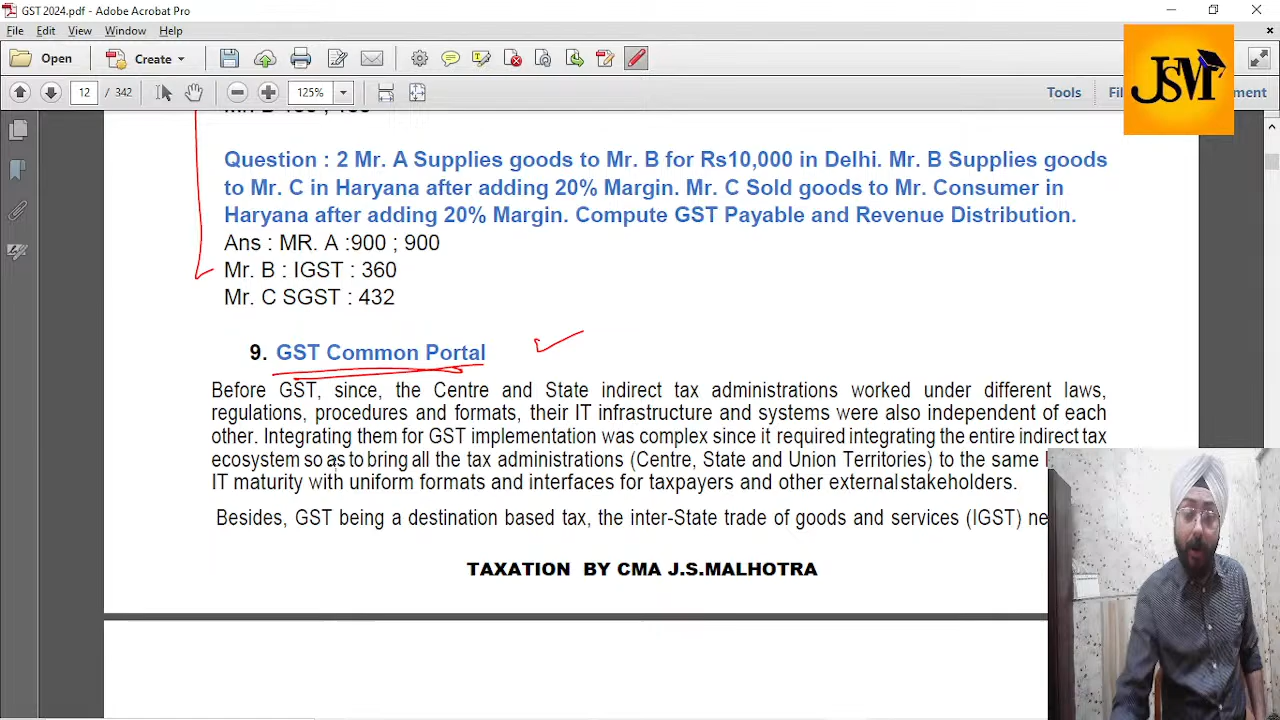 GST 2024.pdf - Adobe Acrobat Pro
File Edit View Window Help
Open Create
12 / 342 125% Tools ment
JSM
Question : 2 Mr. A Supplies goods to Mr. B for Rs10,000 in Delhi. Mr. B Supplies goods
to Mr. C in Haryana after adding 20% Margin. Mr. C Sold goods to Mr. Consumer in
Haryana after adding 20% Margin. Compute GST Payable and Revenue Distribution.
Ans : MR. A :900 ; 900
Mr. B : IGST : 360
Mr. C SGST : 432
9. GST Common Portal
Before GST, since, the Centre and State indirect tax administrations worked under different laws,
regulations, procedures and formats, their IT infrastructure and systems were also independent of each
other. Integrating them for GST implementation was complex since it required integrating the entire indirect tax
ecosystem so as to bring all the tax administrations (Centre, State and Union Territories) to the same
IT maturity with uniform formats and interfaces for taxpayers and other external stakeholders.
Besides, GST being a destination based tax, the inter-State trade of goods and services (IGST) ne
TAXATION BY CMA J.S.MALHOTRA